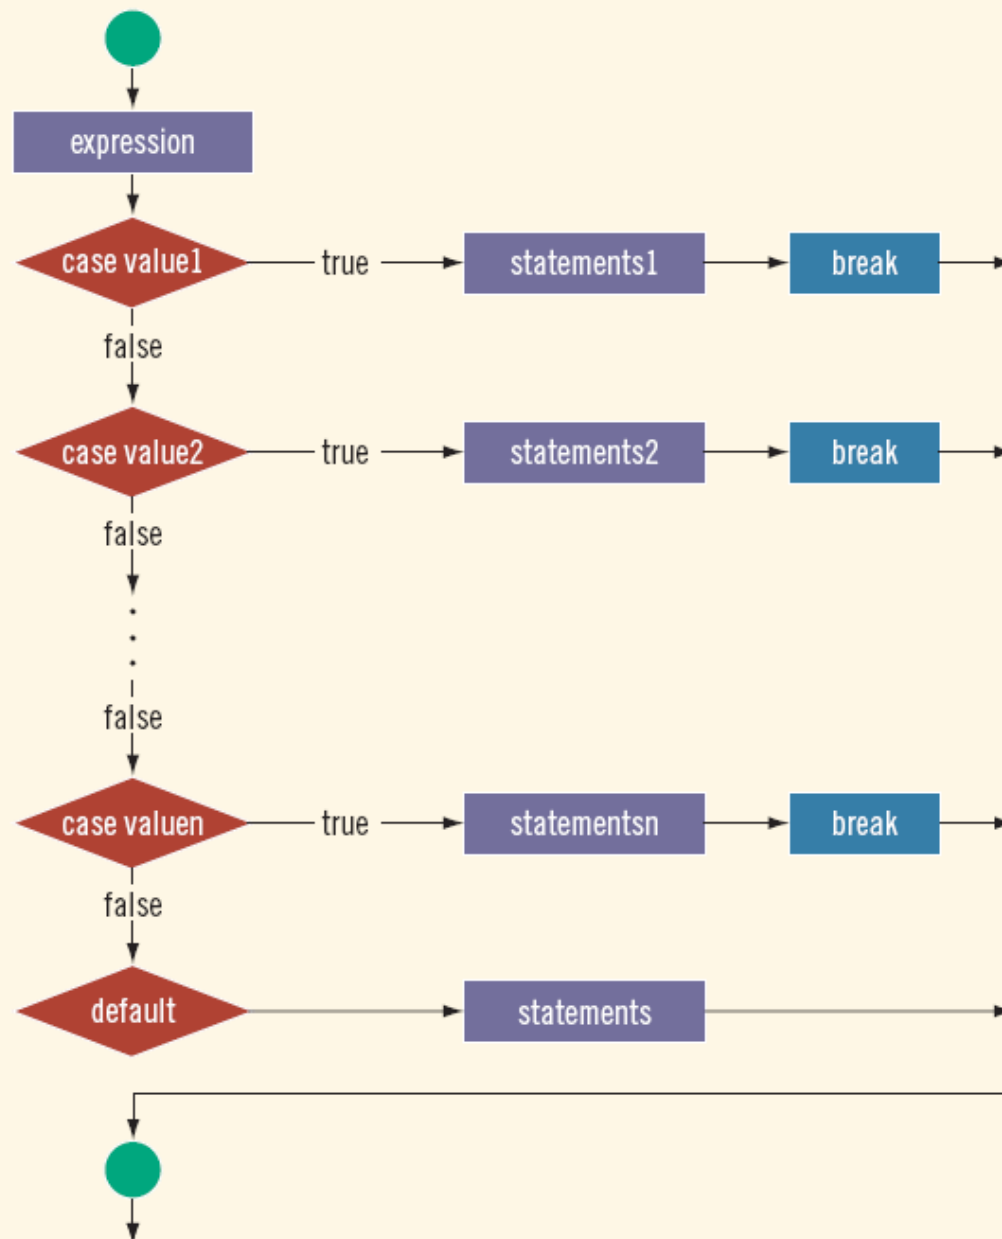 expression
case value1
true
statements1
break
false
case value2
true
statements2
break
false
false
case valuen
true
statementsn
break
false
default
statements